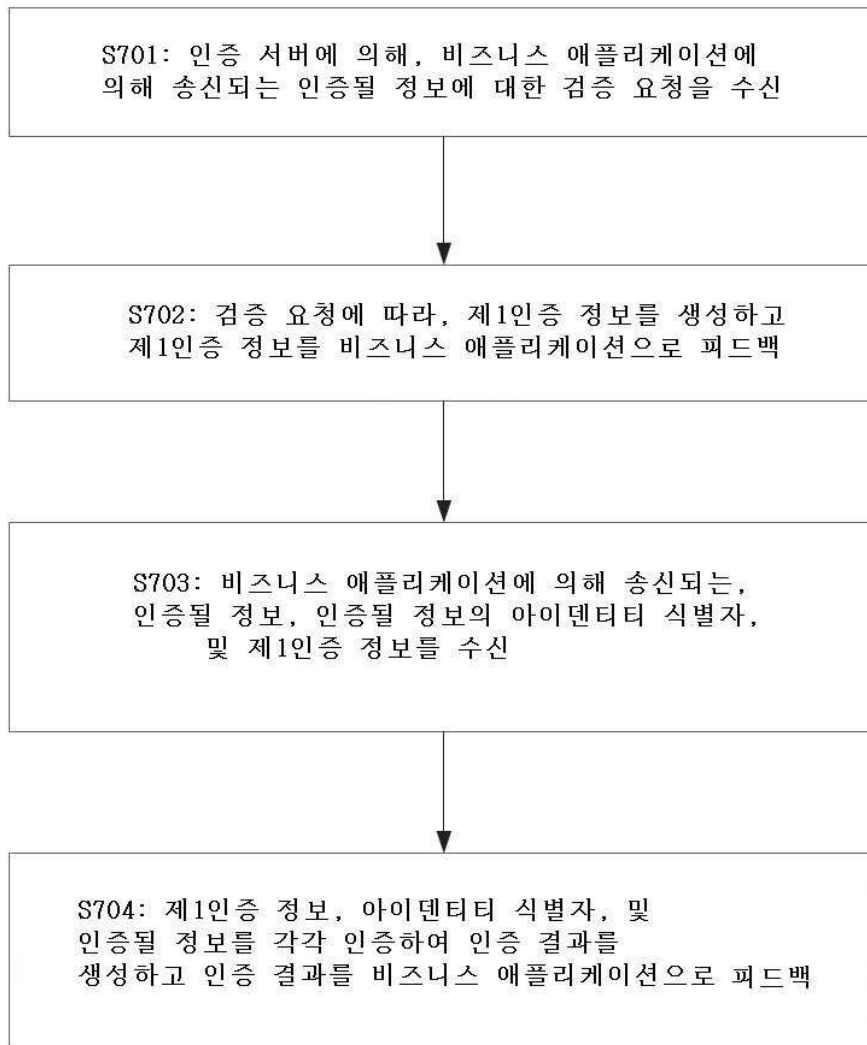 S701: 인증 서버에 의해, 비즈니스 애플리케이션에
의해 송신되는 인증될 정보에 대한 검증 요청을 수신
S702: 검증 요청에 따라, 제1인증 정보를 생성하고
제1인증 정보를 비즈니스 애플리케이션으로 피드백
S703: 비즈니스 애플리케이션에 의해 송신되는,
인증될 정보, 인증될 정보의 아이덴티티 식별자,
및 제1인증 정보를 수신
S704: 제1인증 정보, 아이덴티티 식별자, 및
인증될 정보를 각각 인증하여 인증 결과를
생성하고 인증 결과를 비즈니스 애플리케이션으로 피드백